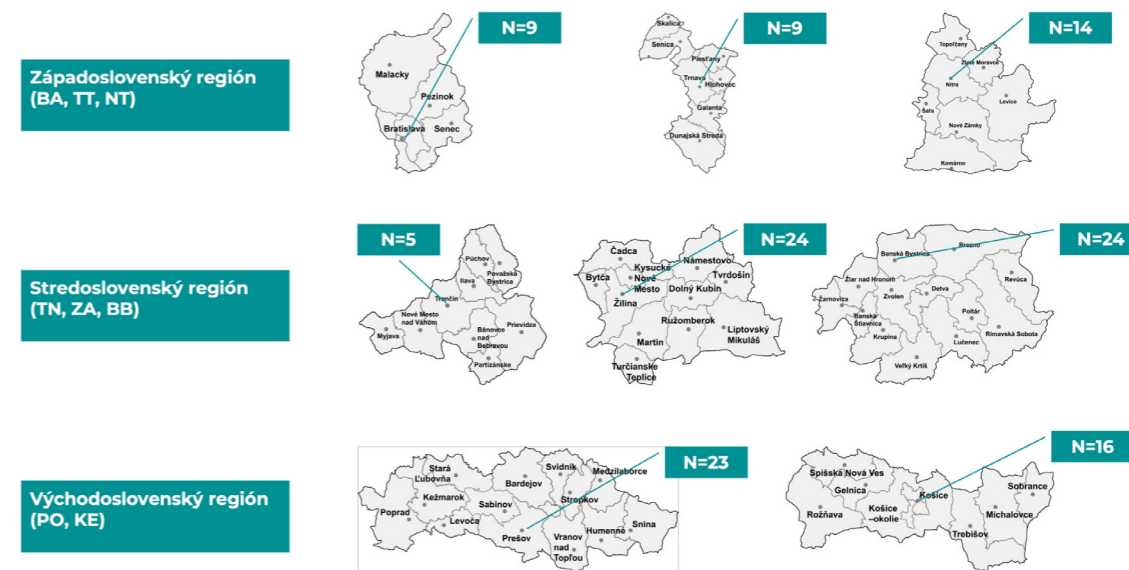 Západoslovenský región
(BA, TT, NT)
N=9
Malacky
Pezinok
Bratislava
Senec
N=9
Skalica
Senica
Piešťany
Trnava
Hlohovec
Galanta
Dunajská Streda
N=14
Topoľčany
Zlaté Moravce
Nitra
Levice
Šaľa
Nové Zámky
Komárno
Stredoslovenský región
(TN, ZA, BB)
N=5
Púchov
Považská
Bystrica
Ilava
Trenčín
Nové Mesto
nad Váhom
Myjava
Bánovce
nad
Bebravou
Prievidza
Partizánske
N=24
Čadca
Bytča
Kysucké
Nové
Mesto
Námestovo
Tvrdošín
Dolný Kubín
Žilina
Ružomberok
Martin
Liptovský
Mikuláš
Turčianske
Teplice
N=24
Banská Bystrica
Brezno
Žiar nad Hronom
Revúca
Žarnovica
Zvolen
Detva
Banská
Štiavnica
Poltár
Krupina
Rimavská Sobota
Lučenec
Veľký Krtíš
Východoslovenský región
(PO, KE)
N=23
Stará
Ľubovňa
Svidník
Medzilaborce
Bardejov
Kežmarok
Stropkov
Poprad
Sabinov
Levoča
Snina
Prešov
Humenné
Vranov
nad
Topľou
N=16
Spišská Nová Ves
Gelnica
Košice
Sobrance
Rožňava
Košice
–okolie
Michalovce
Trebišov